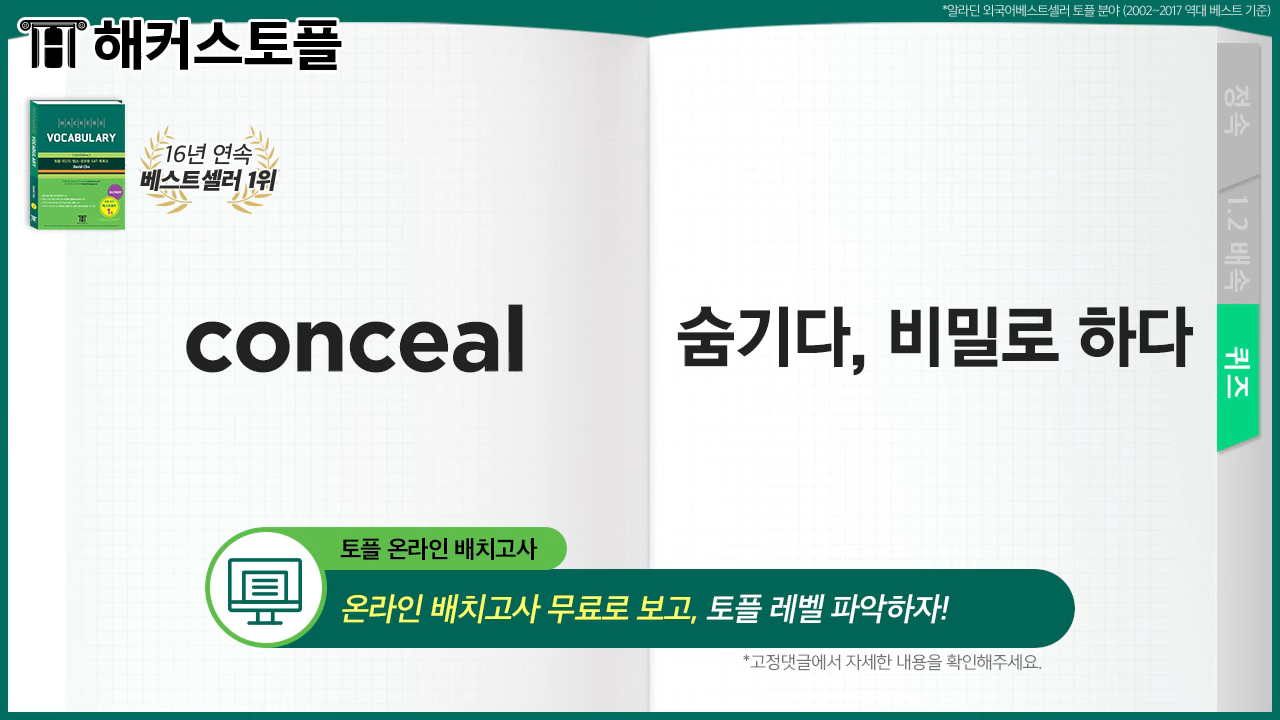 *알라딘 외국어베스트셀러 토플 분야 (2002~2017 역대 베스트 기준)
해커스토플
HACKERS
VOCABULARY
David Cho
VOCABULARY
16년 연속
베스트셀러 1위
정속
1.2 배속
퀴즈
conceal
숨기다, 비밀로 하다
토플 온라인 배치고사
온라인 배치고사 무료로 보고, 토플 레벨 파악하자!
*고정댓글에서 자세한 내용을 확인해주세요.